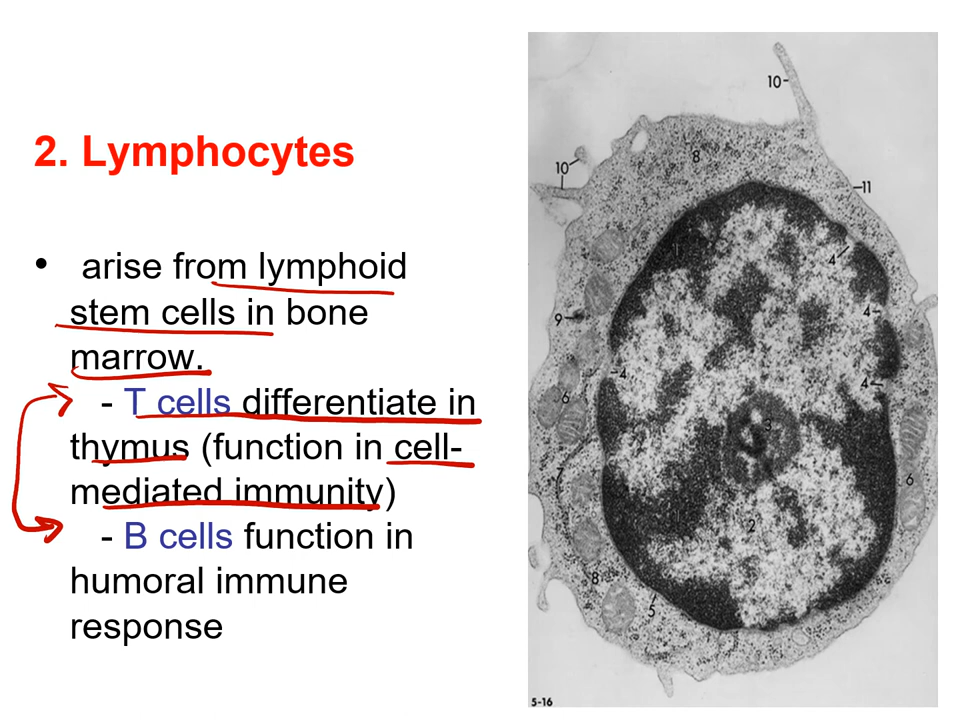 2. Lymphocytes
• arise from lymphoid
stem cells in bone
marrow.
- T cells differentiate in
thymus (function in cell-
mediated immunity)
- B cells function in
humoral immune
response
10
8
10
11
1
4
9
4
4
4
6
3
7
6
2
8
5
5-16